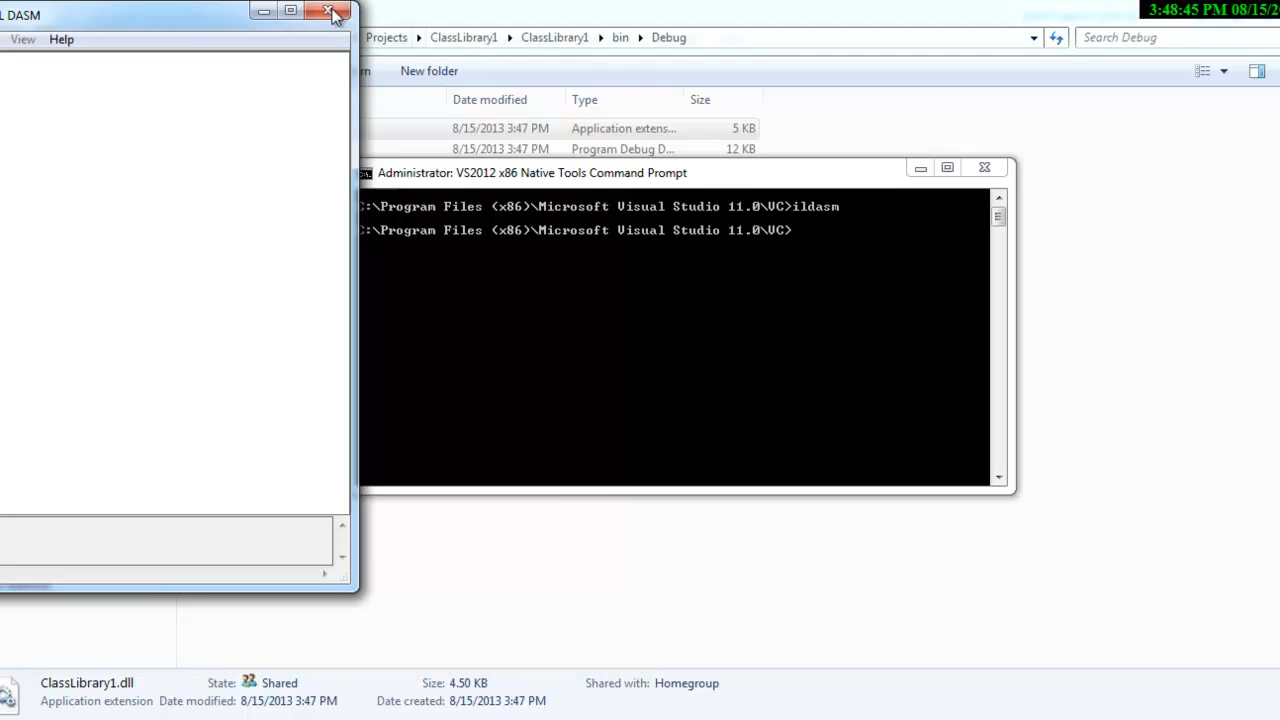 L DASM
View Help
3:48:45 PM 08/15/2
Projects ClassLibrary1 ClassLibrary1 bin Debug
Search Debug
New folder
Date modified Type Size
8/15/2013 3:47 PM Application extens... 5 KB
8/15/2013 3:47 PM Program Debug D... 12 KB
Administrator: VS2012 x86 Native Tools Command Prompt
C:\Program Files (x86)\Microsoft Visual Studio 11.0\VC>ildasm
C:\Program Files (x86)\Microsoft Visual Studio 11.0\VC>
ClassLibrary1.dll State: Shared Size: 4.50 KB Shared with: Homegroup
Application extension Date modified: 8/15/2013 3:47 PM Date created: 8/15/2013 3:47 PM